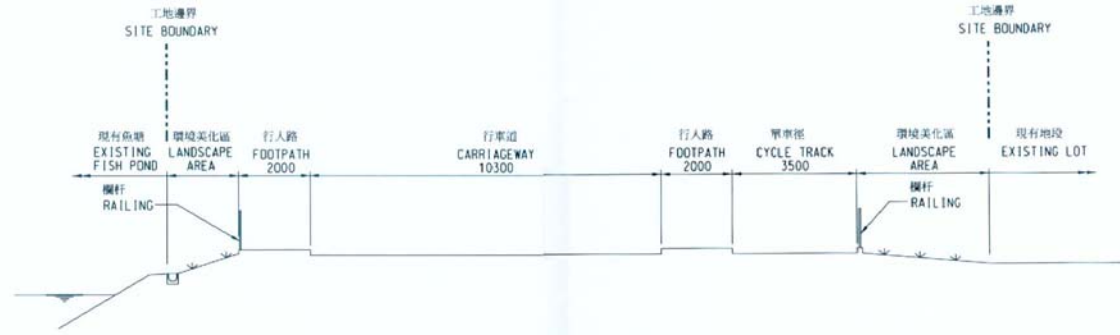 工地邊界
SITE BOUNDARY
工地邊界
SITE BOUNDARY
現有魚塘
EXISTING
FISH POND
環境美化區
LANDSCAPE
AREA
行人路
FOOTPATH
2000
行車道
CARRIAGEWAY
10300
行人路
FOOTPATH
2000
單車徑
CYCLE TRACK
3500
環境美化區
LANDSCAPE
AREA
現有地段
EXISTING LOT
欄杆
RAILING
欄杆
RAILING